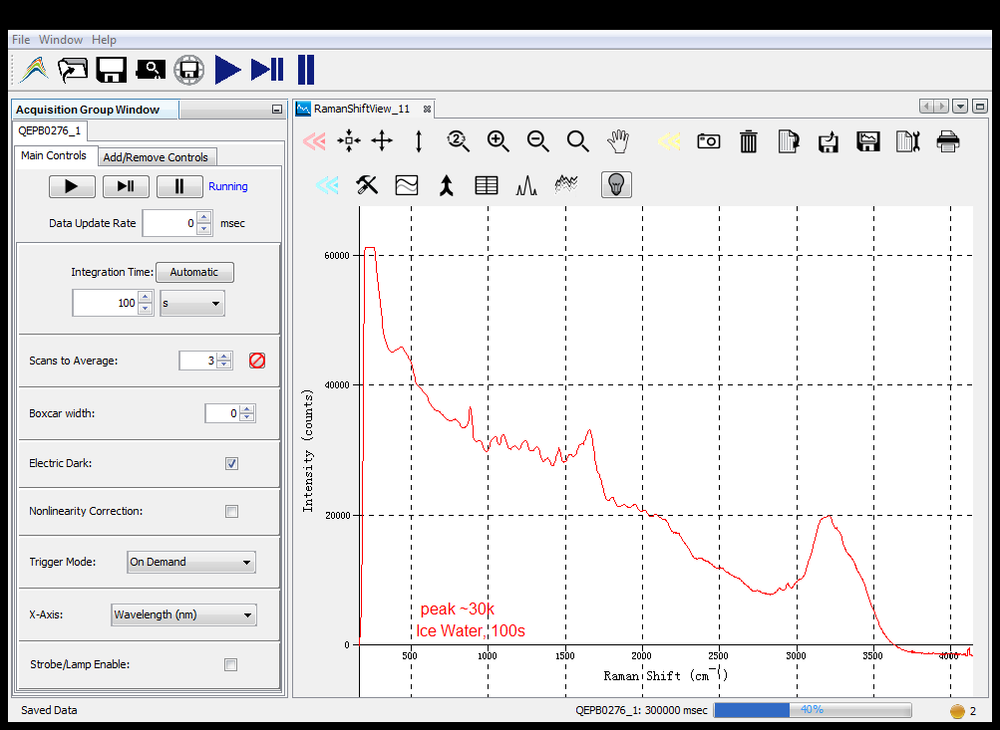 File Window Help
Acquisition Group Window
QEPB0276_1
Main Controls Add/Remove Controls
Running
Data Update Rate 0 msec
Integration Time: Automatic
100 s
Scans to Average: 3
Boxcar width: 0
Electric Dark:
Nonlinearity Correction:
Trigger Mode: On Demand
X-Axis: Wavelength (nm)
Strobe/Lamp Enable:
RamanShiftView_11
2
60000
40000
20000
0
Intensity (counts)
peak ~30k
Ice Water, 100s
500 1000 1500 2000 2500 3000 3500 4000
Raman Shift (cm⁻¹)
Saved Data
QEPB0276_1: 300000 msec 40% 2